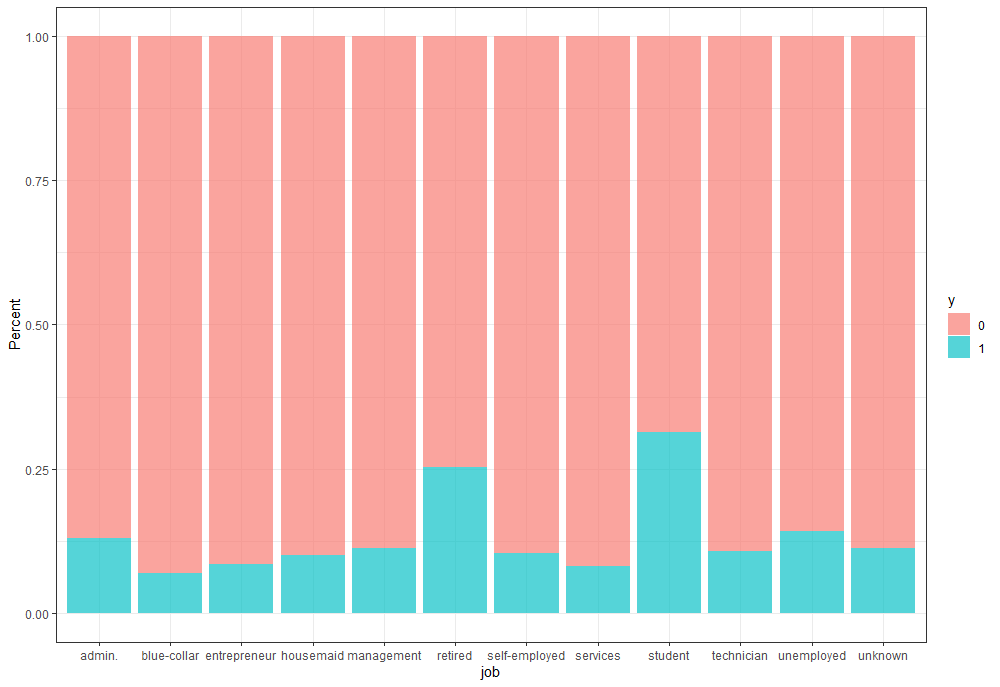 1.00
0.75
0.50
0.25
0.00
Percent
admin. blue-collar entrepreneur housemaid management retired self-employed services student technician unemployed unknown
job
y
0
1